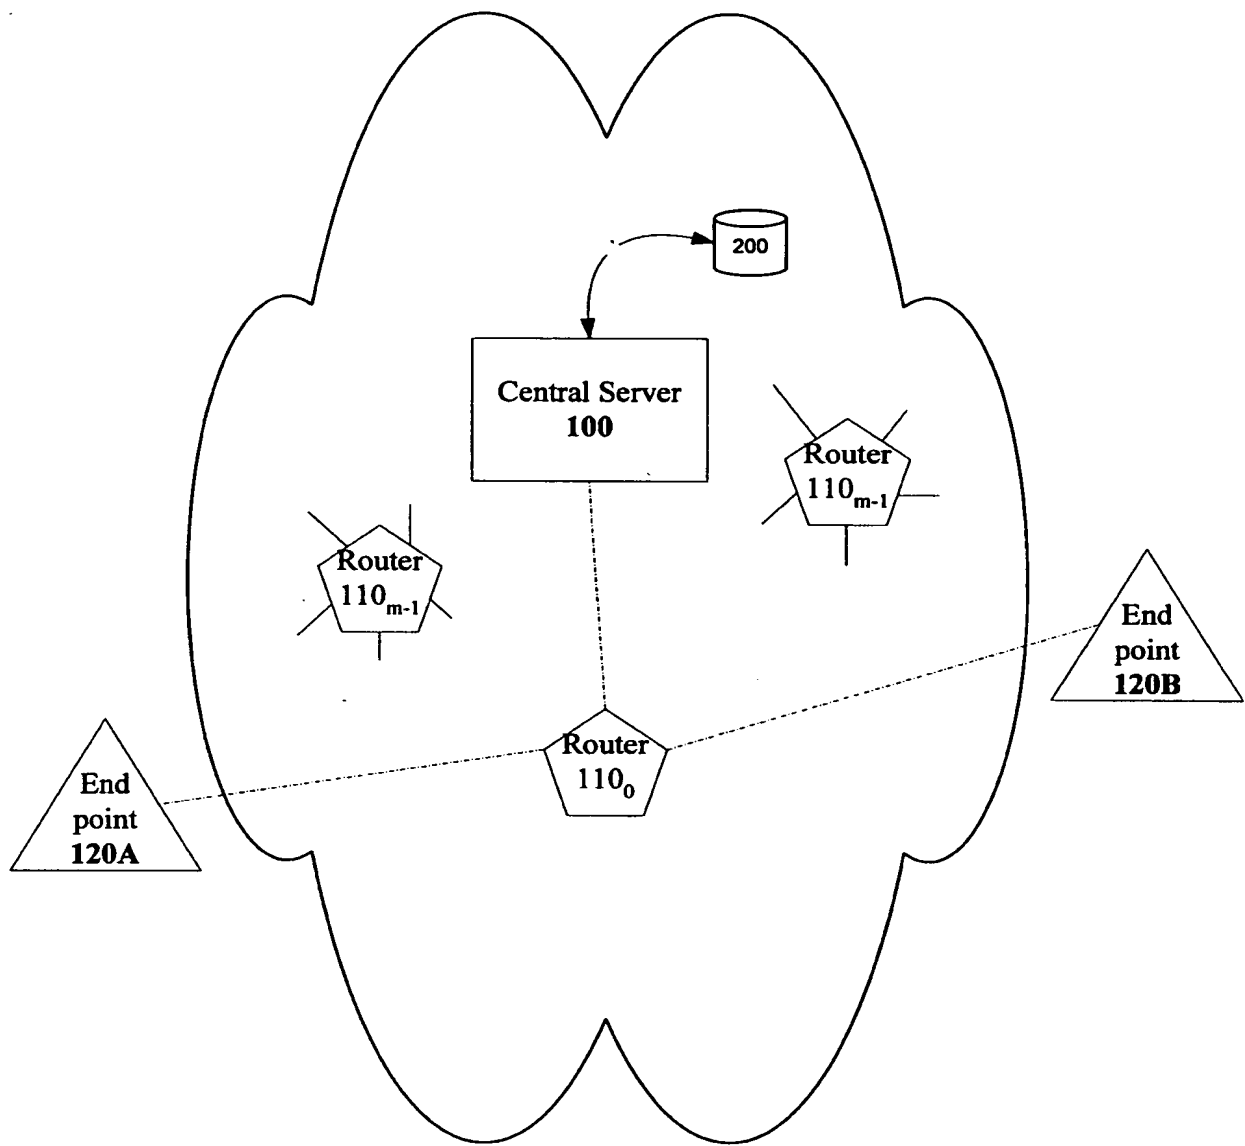 200
Central Server
100
Router
110m-1
Router
110m-1
End
point
120B
Router
1100
End
point
120A